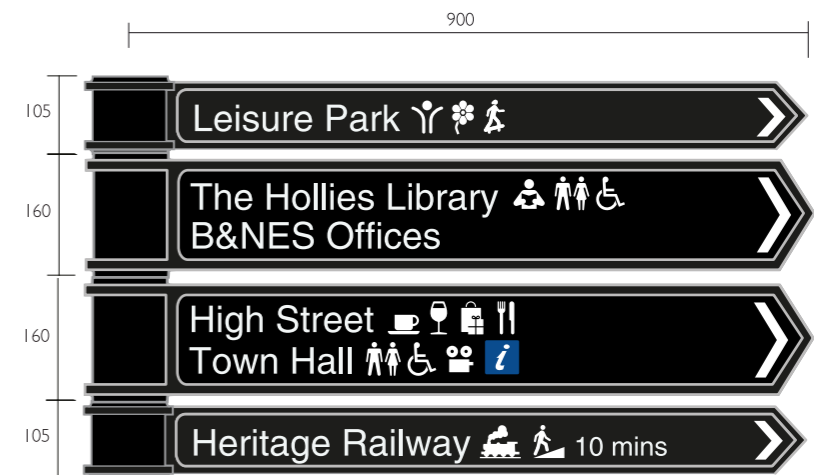 900
105
Leisure Park
160
The Hollies Library
B&NES Offices
160
High Street
Town Hall i
105
Heritage Railway 10 mins